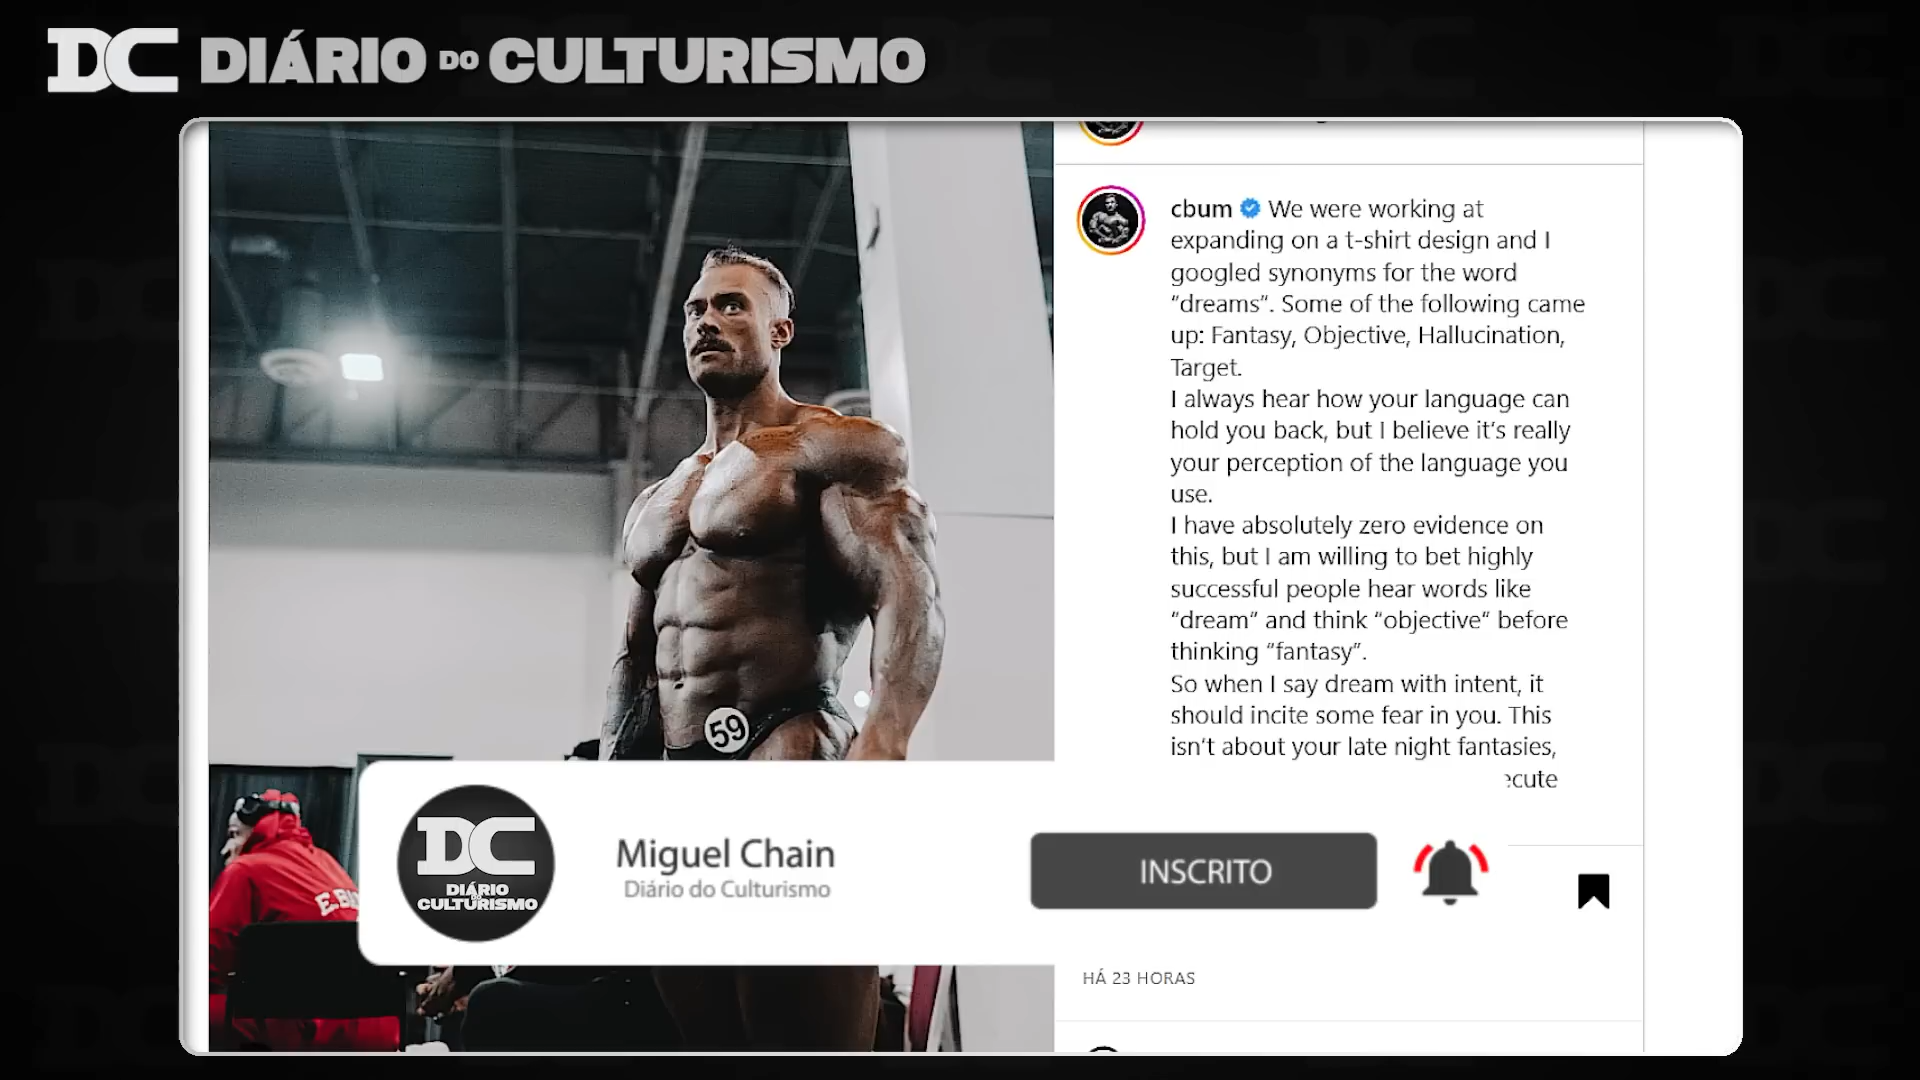 DC DIÁRIO DO CULTURISMO
cbum We were working at
expanding on a t-shirt design and I
googled synonyms for the word
“dreams”. Some of the following came
up: Fantasy, Objective, Hallucination,
Target.
I always hear how your language can
hold you back, but I believe it’s really
your perception of the language you
use.
I have absolutely zero evidence on
this, but I am willing to bet highly
successful people hear words like
“dream” and think “objective” before
thinking “fantasy”.
So when I say dream with intent, it
should incite some fear in you. This
isn’t about your late night fantasies,
59
DC
DIÁRIO
DO
CULTURISMO
Miguel Chain
Diário do Culturismo
INSCRITO
HÁ 23 HORAS